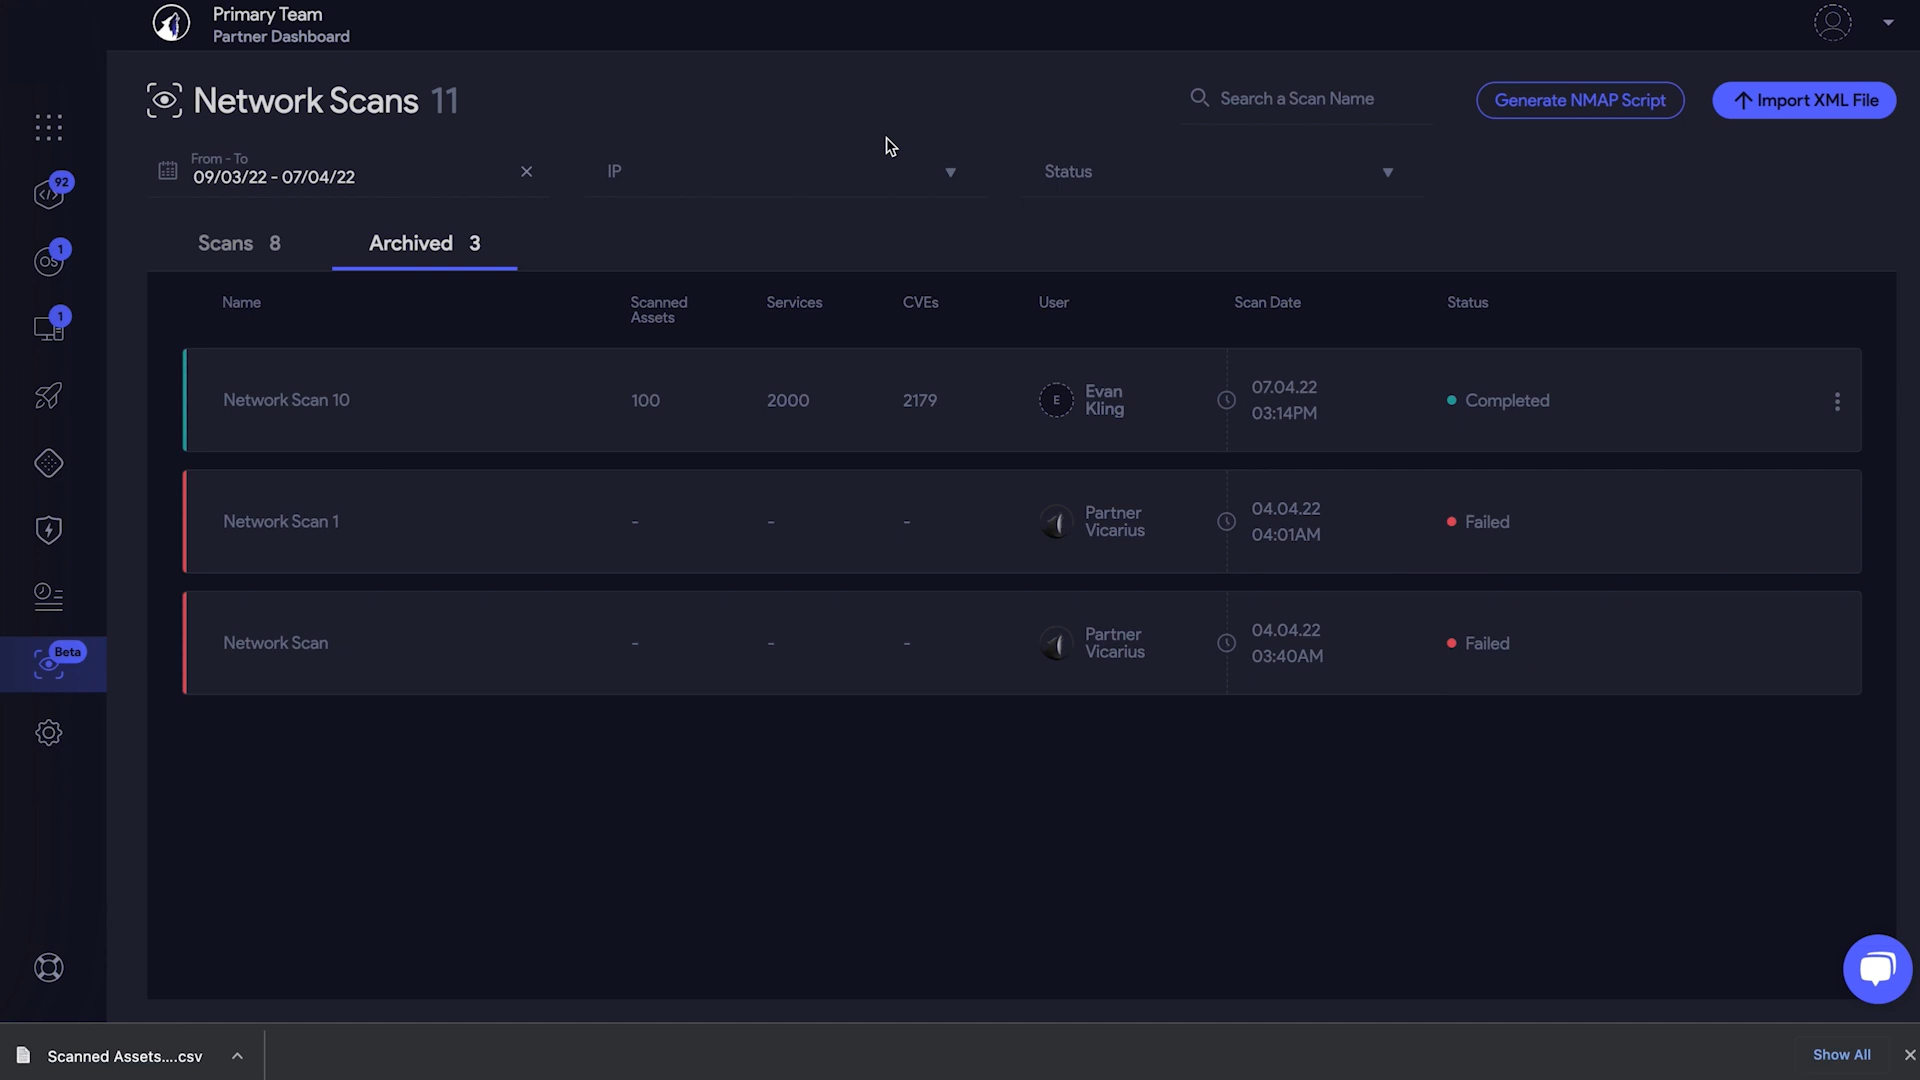 Primary Team
Partner Dashboard
Network Scans 11
Search a Scan Name
Generate NMAP Script
Import XML File
From - To
09/03/22 - 07/04/22
IP
Status
92
1
OS
1
Beta
Scans 8
Archived 3
Name
Scanned
Assets
Services
CVEs
User
Scan Date
Status
Network Scan 10
100
2000
2179
E
Evan
Kling
07.04.22
03:14PM
Completed
Network Scan 1
-
-
-
Partner
Vicarius
04.04.22
04:01AM
Failed
Network Scan
-
-
-
Partner
Vicarius
04.04.22
03:40AM
Failed
Scanned Assets....csv
Show All